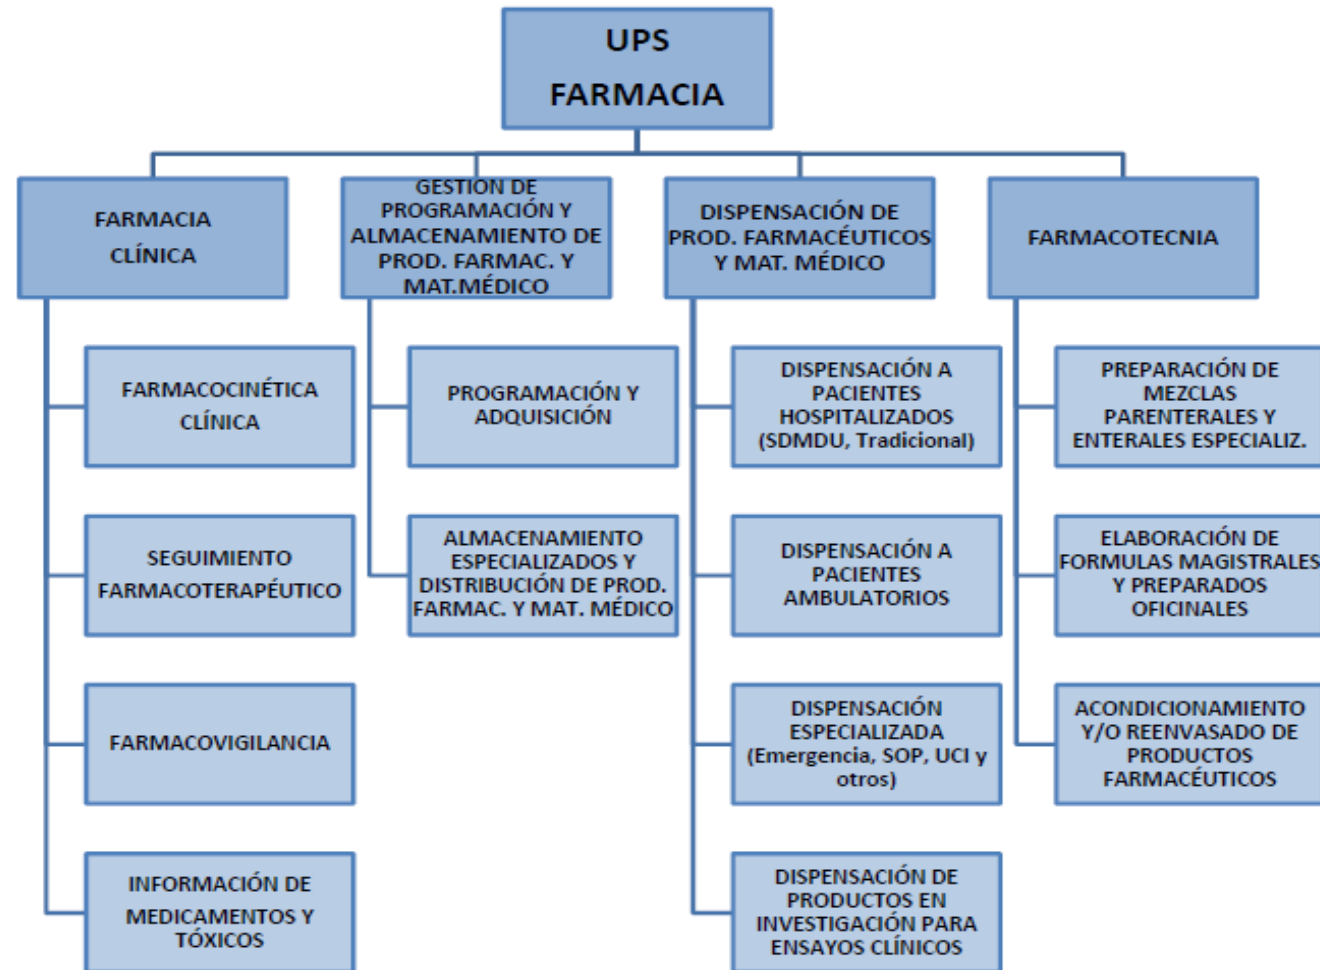 UPS
FARMACIA
FARMACIA
CLÍNICA
GESTION DE
PROGRAMACIÓN Y
ALMACENAMIENTO DE
PROD. FARMAC. Y
MAT.MÉDICO
DISPENSACIÓN DE
PROD. FARMACÉUTICOS
Y MAT. MÉDICO
FARMACOTECNIA
FARMACOCINÉTICA
CLÍNICA
SEGUIMIENTO
FARMACOTERAPÉUTICO
FARMACOVIGILANCIA
INFORMACIÓN DE
MEDICAMENTOS Y
TÓXICOS
PROGRAMACIÓN Y
ADQUISICIÓN
ALMACENAMIENTO
ESPECIALIZADOS Y
DISTRIBUCIÓN DE PROD.
FARMAC. Y MAT. MÉDICO
DISPENSACIÓN A
PACIENTES
HOSPITALIZADOS
(SDMDU, Tradicional)
DISPENSACIÓN A
PACIENTES
AMBULATORIOS
DISPENSACIÓN
ESPECIALIZADA
(Emergencia, SOP, UCI y
otros)
DISPENSACIÓN DE
PRODUCTOS EN
INVESTIGACIÓN PARA
ENSAYOS CLÍNICOS
PREPARACIÓN DE
MEZCLAS
PARENTERALES Y
ENTERALES ESPECIALIZ.
ELABORACIÓN DE
FORMULAS MAGISTRALES
Y PREPARADOS
OFICINALES
ACONDICIONAMIENTO
Y/O REENVASADO DE
PRODUCTOS
FARMACÉUTICOS